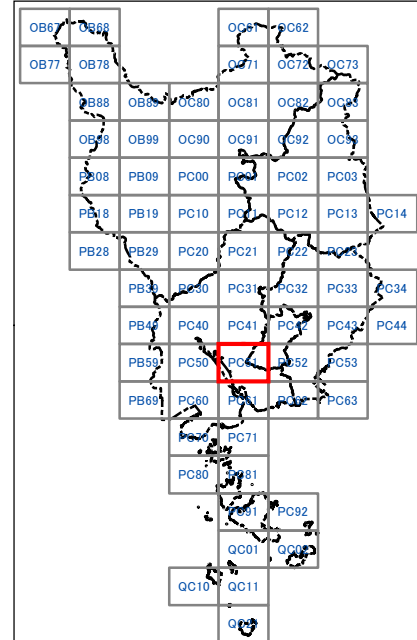 OB67 OB68 OC61 OC62
OB77 OB78 OC71 OC72 OC73
OB88 OB89 OC80 OC81 OC82 OC83
OB98 OB99 OC90 OC91 OC92 OC93
PB08 PB09 PC00 PC01 PC02 PC03
PB18 PB19 PC10 PC11 PC12 PC13 PC14
PB28 PB29 PC20 PC21 PC22 PC23
PB39 PC30 PC31 PC32 PC33 PC34
PB49 PC40 PC41 PC42 PC43 PC44
PB59 PC50 PC51 PC52 PC53
PB69 PC60 PC61 PC62 PC63
PC70 PC71
PC80 PC81
PC91 PC92
QC01 QC02
QC10 QC11
QC21